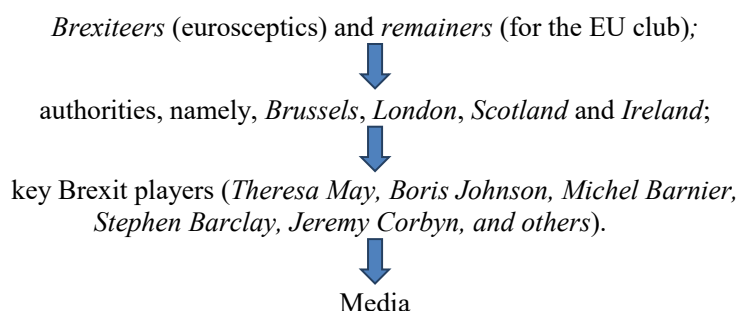 Brexiteers (eurosceptics) and remainers (for the EU club);
authorities, namely, Brussels, London, Scotland and Ireland;
key Brexit players (Theresa May, Boris Johnson, Michel Barnier,
Stephen Barclay, Jeremy Corbyn, and others).
Media